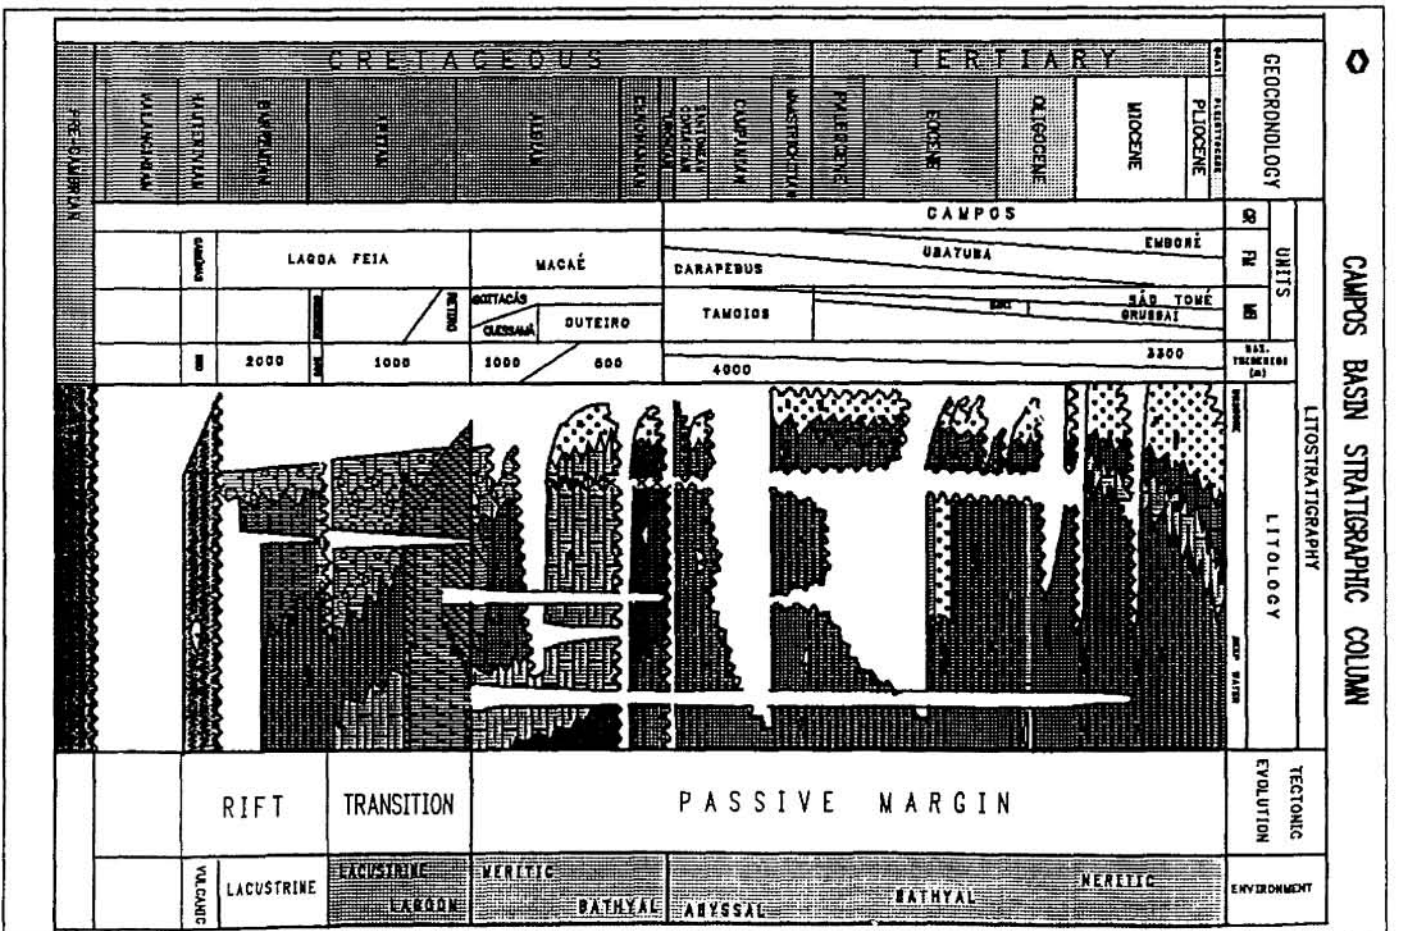 CAMPOS BASIN STRATIGRAPHIC COLUMN
GEOCRONOLOGY
CRETACEOUS
TERTIARY
PRE-CAMBRIAN
VALANGINIAN
HAUTERIVIAN
BARREMIAN
APTIAN
ALBIAN
CENOMANIAN
TURONIAN
CAMPANIAN
MAASTRICHTIAN
PALEOCENE
EOCENE
OLIGOCENE
MIOCENE
PLIOCENE
UNITS
GR
CAMPOS
FM
LAGOA FEIA
MACAÉ
CARAPEBUS
UBATUBA
EMBORÉ
MB
RETIRO
GOITACÁS
QUISSAMÃ
OUTEIRO
TAMOIOS
SÃO TOMÉ
GRUSSAÍ
MAX.
(m)
2000
1000
1000
600
4000
3300
LITOSTRATIGRAPHY
LITOLOGY
DEEP WATER
TECTONIC
EVOLUTION
RIFT
TRANSITION
PASSIVE MARGIN
ENVIRONMENT
VULCANIC
LACUSTRINE
LACUSTRINE
LAGOON
NERITIC
BATHYAL
ABYSSAL
BATHYAL
NERITIC